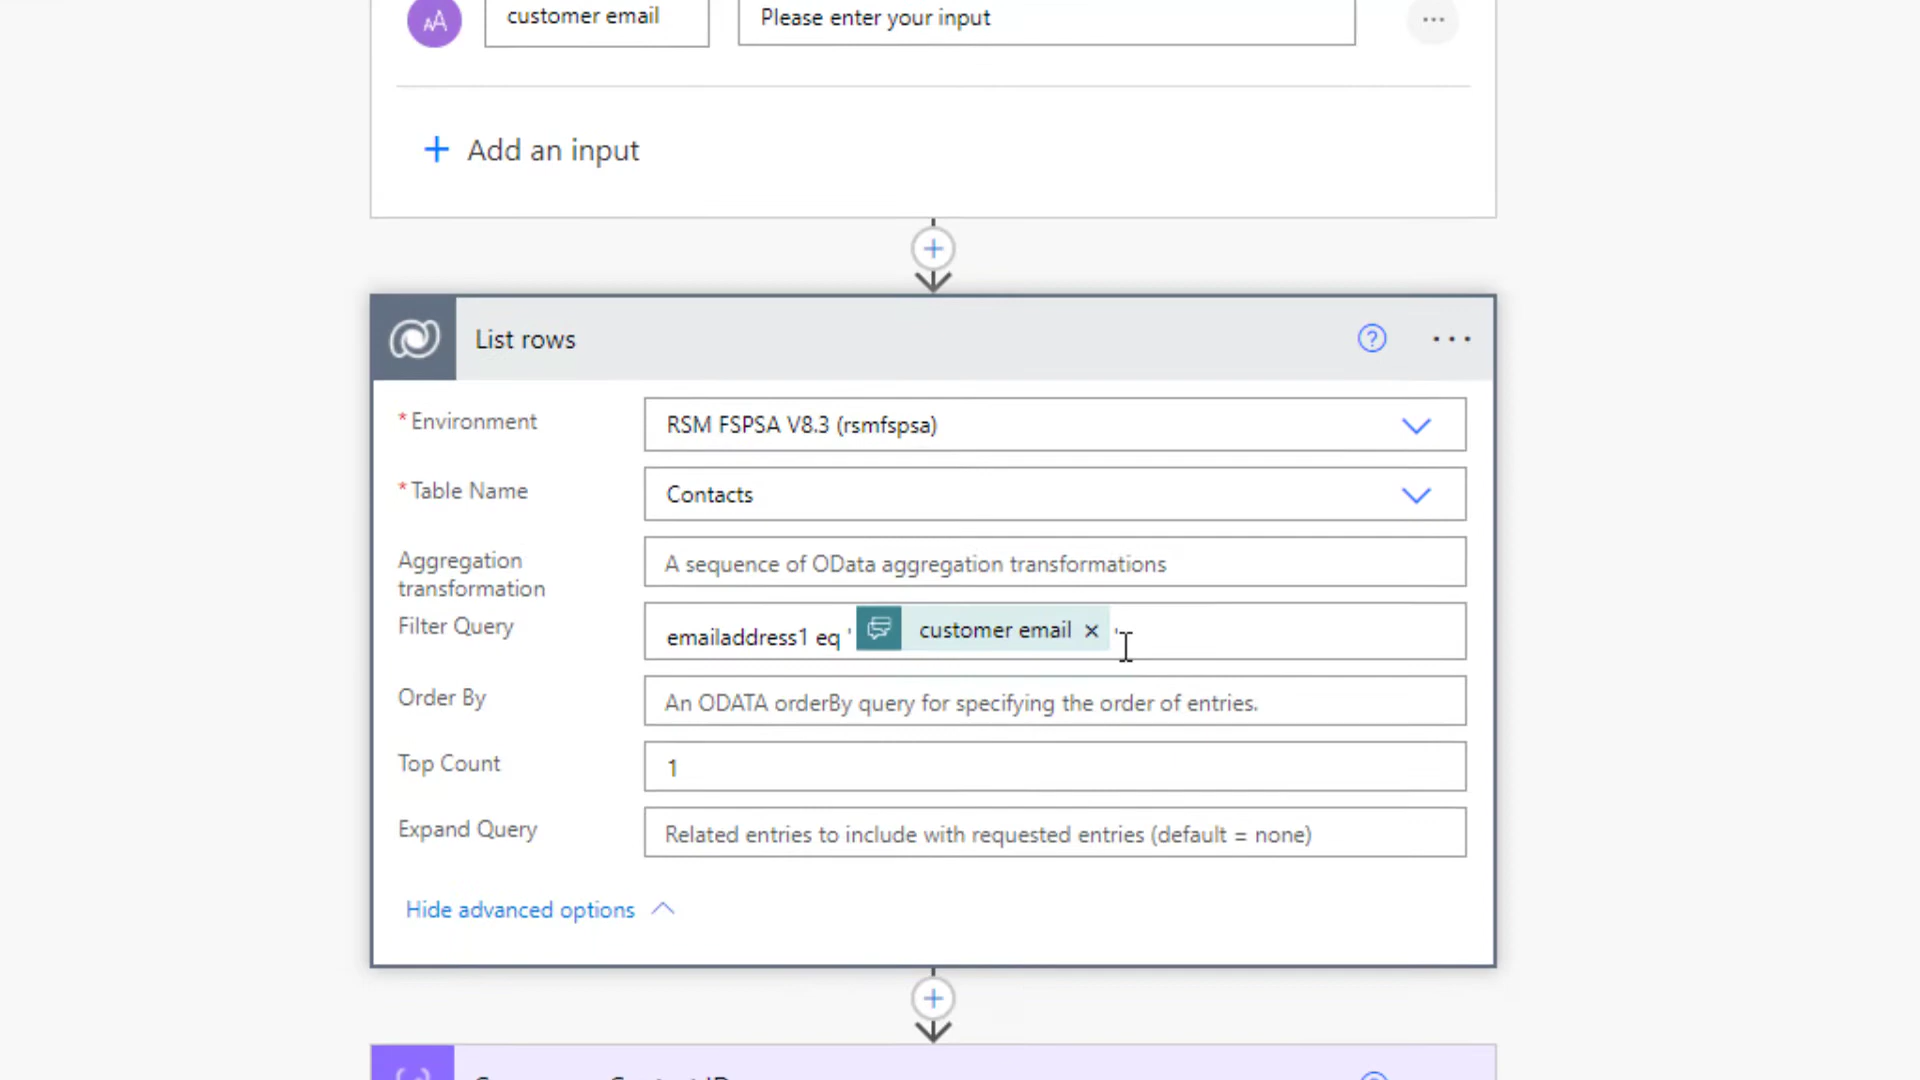 customer email
Please enter your input
Add an input
List rows
* Environment
RSM FSPSA V8.3 (rsmfspsa)
* Table Name
Contacts
Aggregation transformation
A sequence of OData aggregation transformations
Filter Query
emailaddress1 eq ' customer email × '
Order By
An ODATA orderBy query for specifying the order of entries.
Top Count
1
Expand Query
Related entries to include with requested entries (default = none)
Hide advanced options